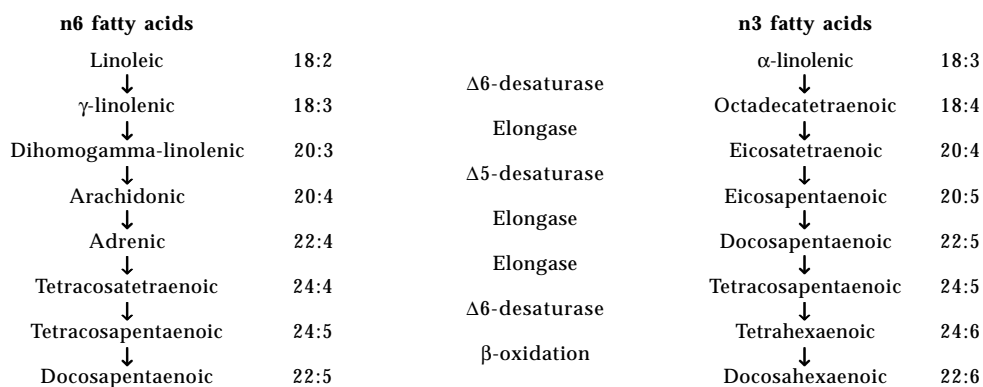 n6 fatty acids n3 fatty acids
Linoleic 18:2 α-linolenic 18:3
Δ6-desaturase
γ-linolenic 18:3 Octadecatetraenoic 18:4
Elongase
Dihomogamma-linolenic 20:3 Eicosatetraenoic 20:4
Δ5-desaturase
Arachidonic 20:4 Eicosapentaenoic 20:5
Elongase
Adrenic 22:4 Docosapentaenoic 22:5
Elongase
Tetracosatetraenoic 24:4 Tetracosapentaenoic 24:5
Δ6-desaturase
Tetracosapentaenoic 24:5 Tetrahexaenoic 24:6
β-oxidation
Docosapentaenoic 22:5 Docosahexaenoic 22:6